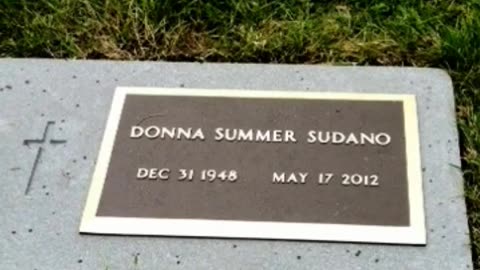 DONNA SUMMER SUDANO
DEC 31 1948 MAY 17 2012